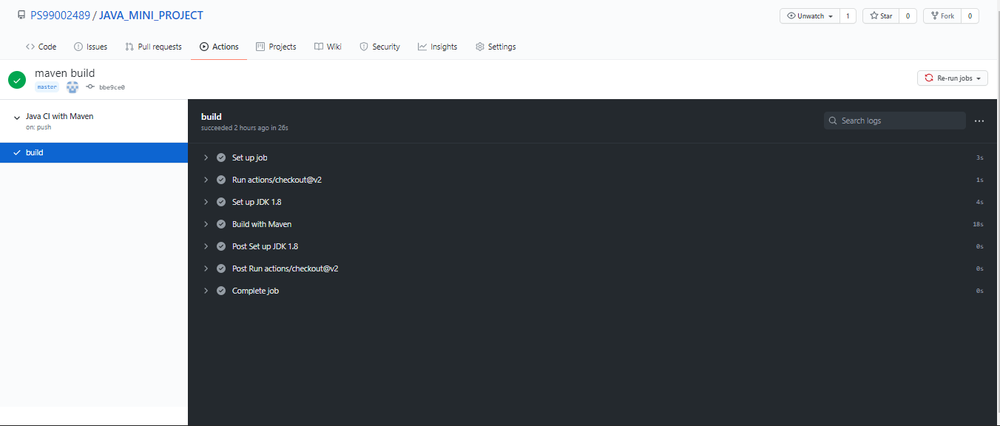 PS99002489 / JAVA_MINI_PROJECT
Unwatch 1 Star 0 Fork 0
Code Issues Pull requests Actions Projects Wiki Security Insights Settings
maven build
master bbe9ce0
Re-run jobs
Java CI with Maven
on: push
build
build
succeeded 2 hours ago in 26s
Search logs
Set up job 3s
Run actions/checkout@v2 1s
Set up JDK 1.8 4s
Build with Maven 18s
Post Set up JDK 1.8 0s
Post Run actions/checkout@v2 0s
Complete job 0s